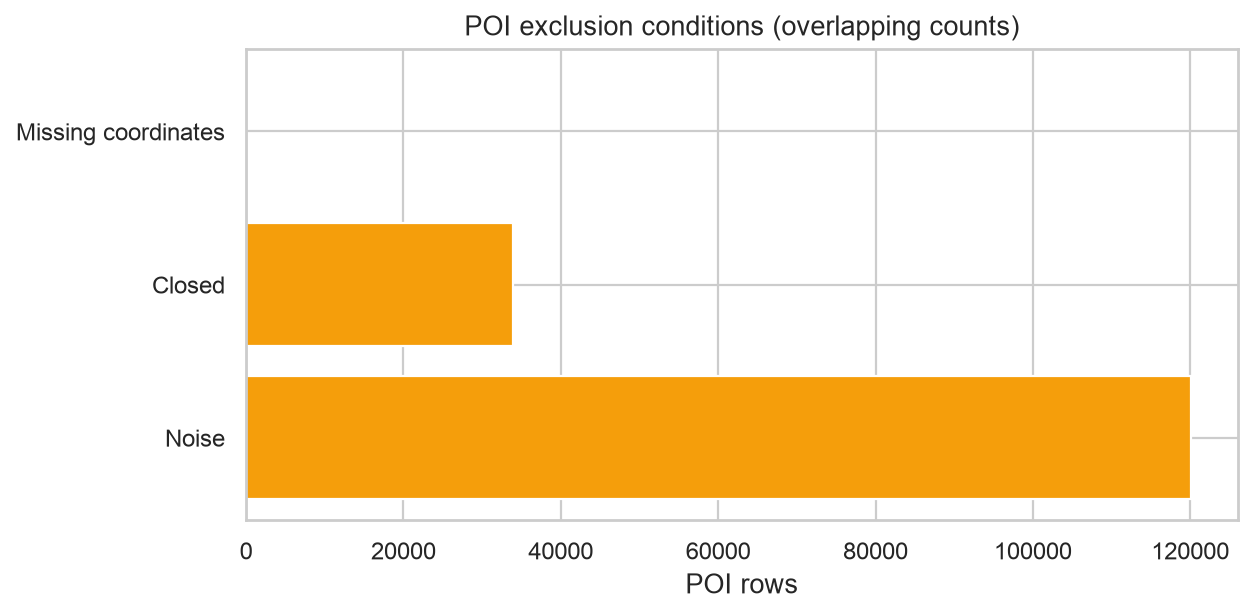 POI exclusion conditions (overlapping counts)
Missing coordinates
Closed
Noise
0 20000 40000 60000 80000 100000 120000
POI rows